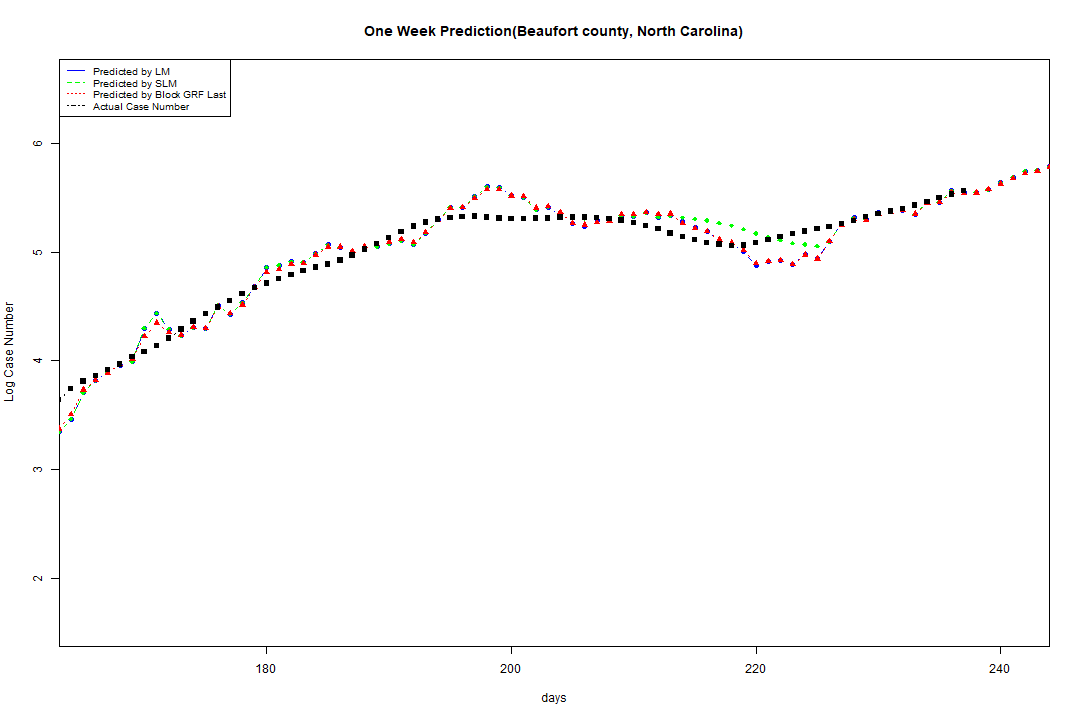 One Week Prediction(Beaufort county, North Carolina)
Predicted by LM
Predicted by SLM
Predicted by Block GRF Last
Actual Case Number
6
5
4
3
2
Log Case Number
180 200 220 240
days